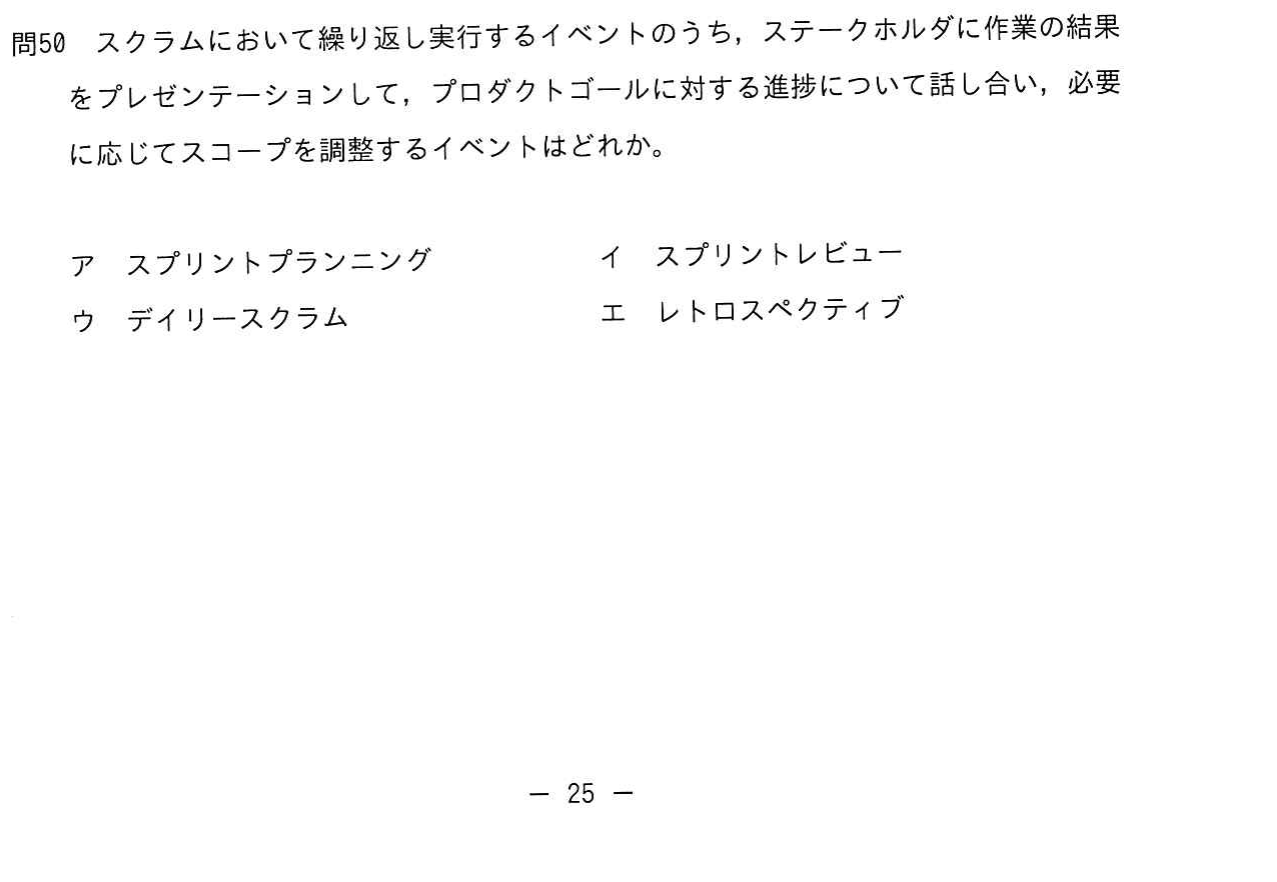 問50 スクラムにおいて繰り返し実行するイベントのうち，ステークホルダに作業の結果
をプレゼンテーションして，プロダクトゴールに対する進捗について話し合い，必要
に応じてスコープを調整するイベントはどれか。
ア スプリントプランニング イ スプリントレビュー
ウ デイリースクラム エ レトロスペクティブ
— 25 —